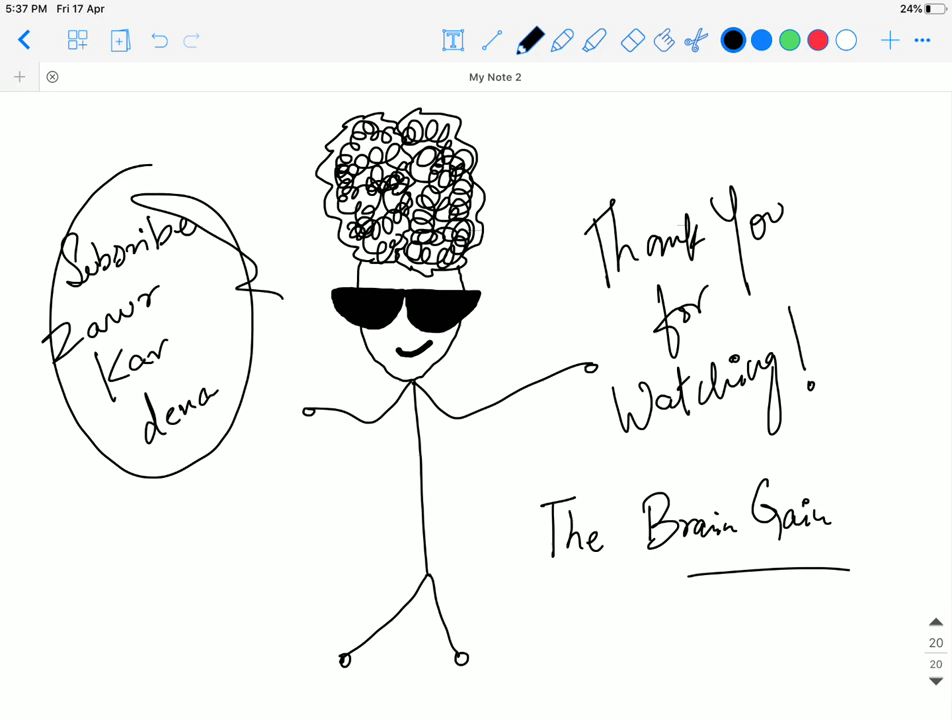 5:37 PM Fri 17 Apr 24%
My Note 2
Subsribe
Zarur
Kar
dena
Thank You
for
Watching!
The Brain Gain
20
20